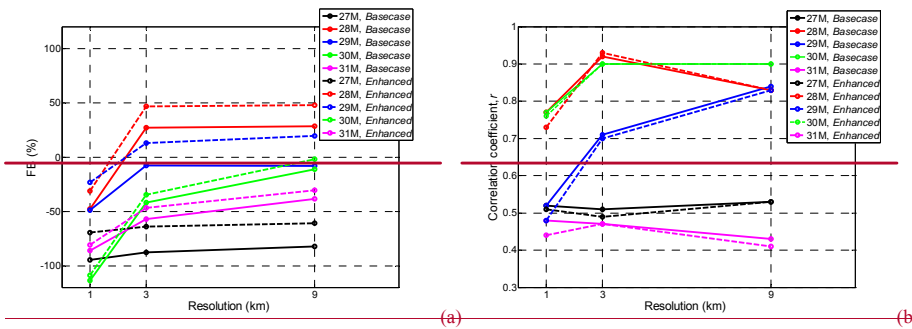 27M, Basecase
28M, Basecase
29M, Basecase
30M, Basecase
31M, Basecase
27M, Enhanced
28M, Enhanced
29M, Enhanced
30M, Enhanced
31M, Enhanced
100
50
0
-50
-100
FB (%)
1
3
9
Resolution (km)
(a)
27M, Basecase
28M, Basecase
29M, Basecase
30M, Basecase
31M, Basecase
27M, Enhanced
28M, Enhanced
29M, Enhanced
30M, Enhanced
31M, Enhanced
1
0.9
0.8
0.7
0.6
0.5
0.4
0.3
Correlation coefficient, r
1
3
9
Resolution (km)
(b